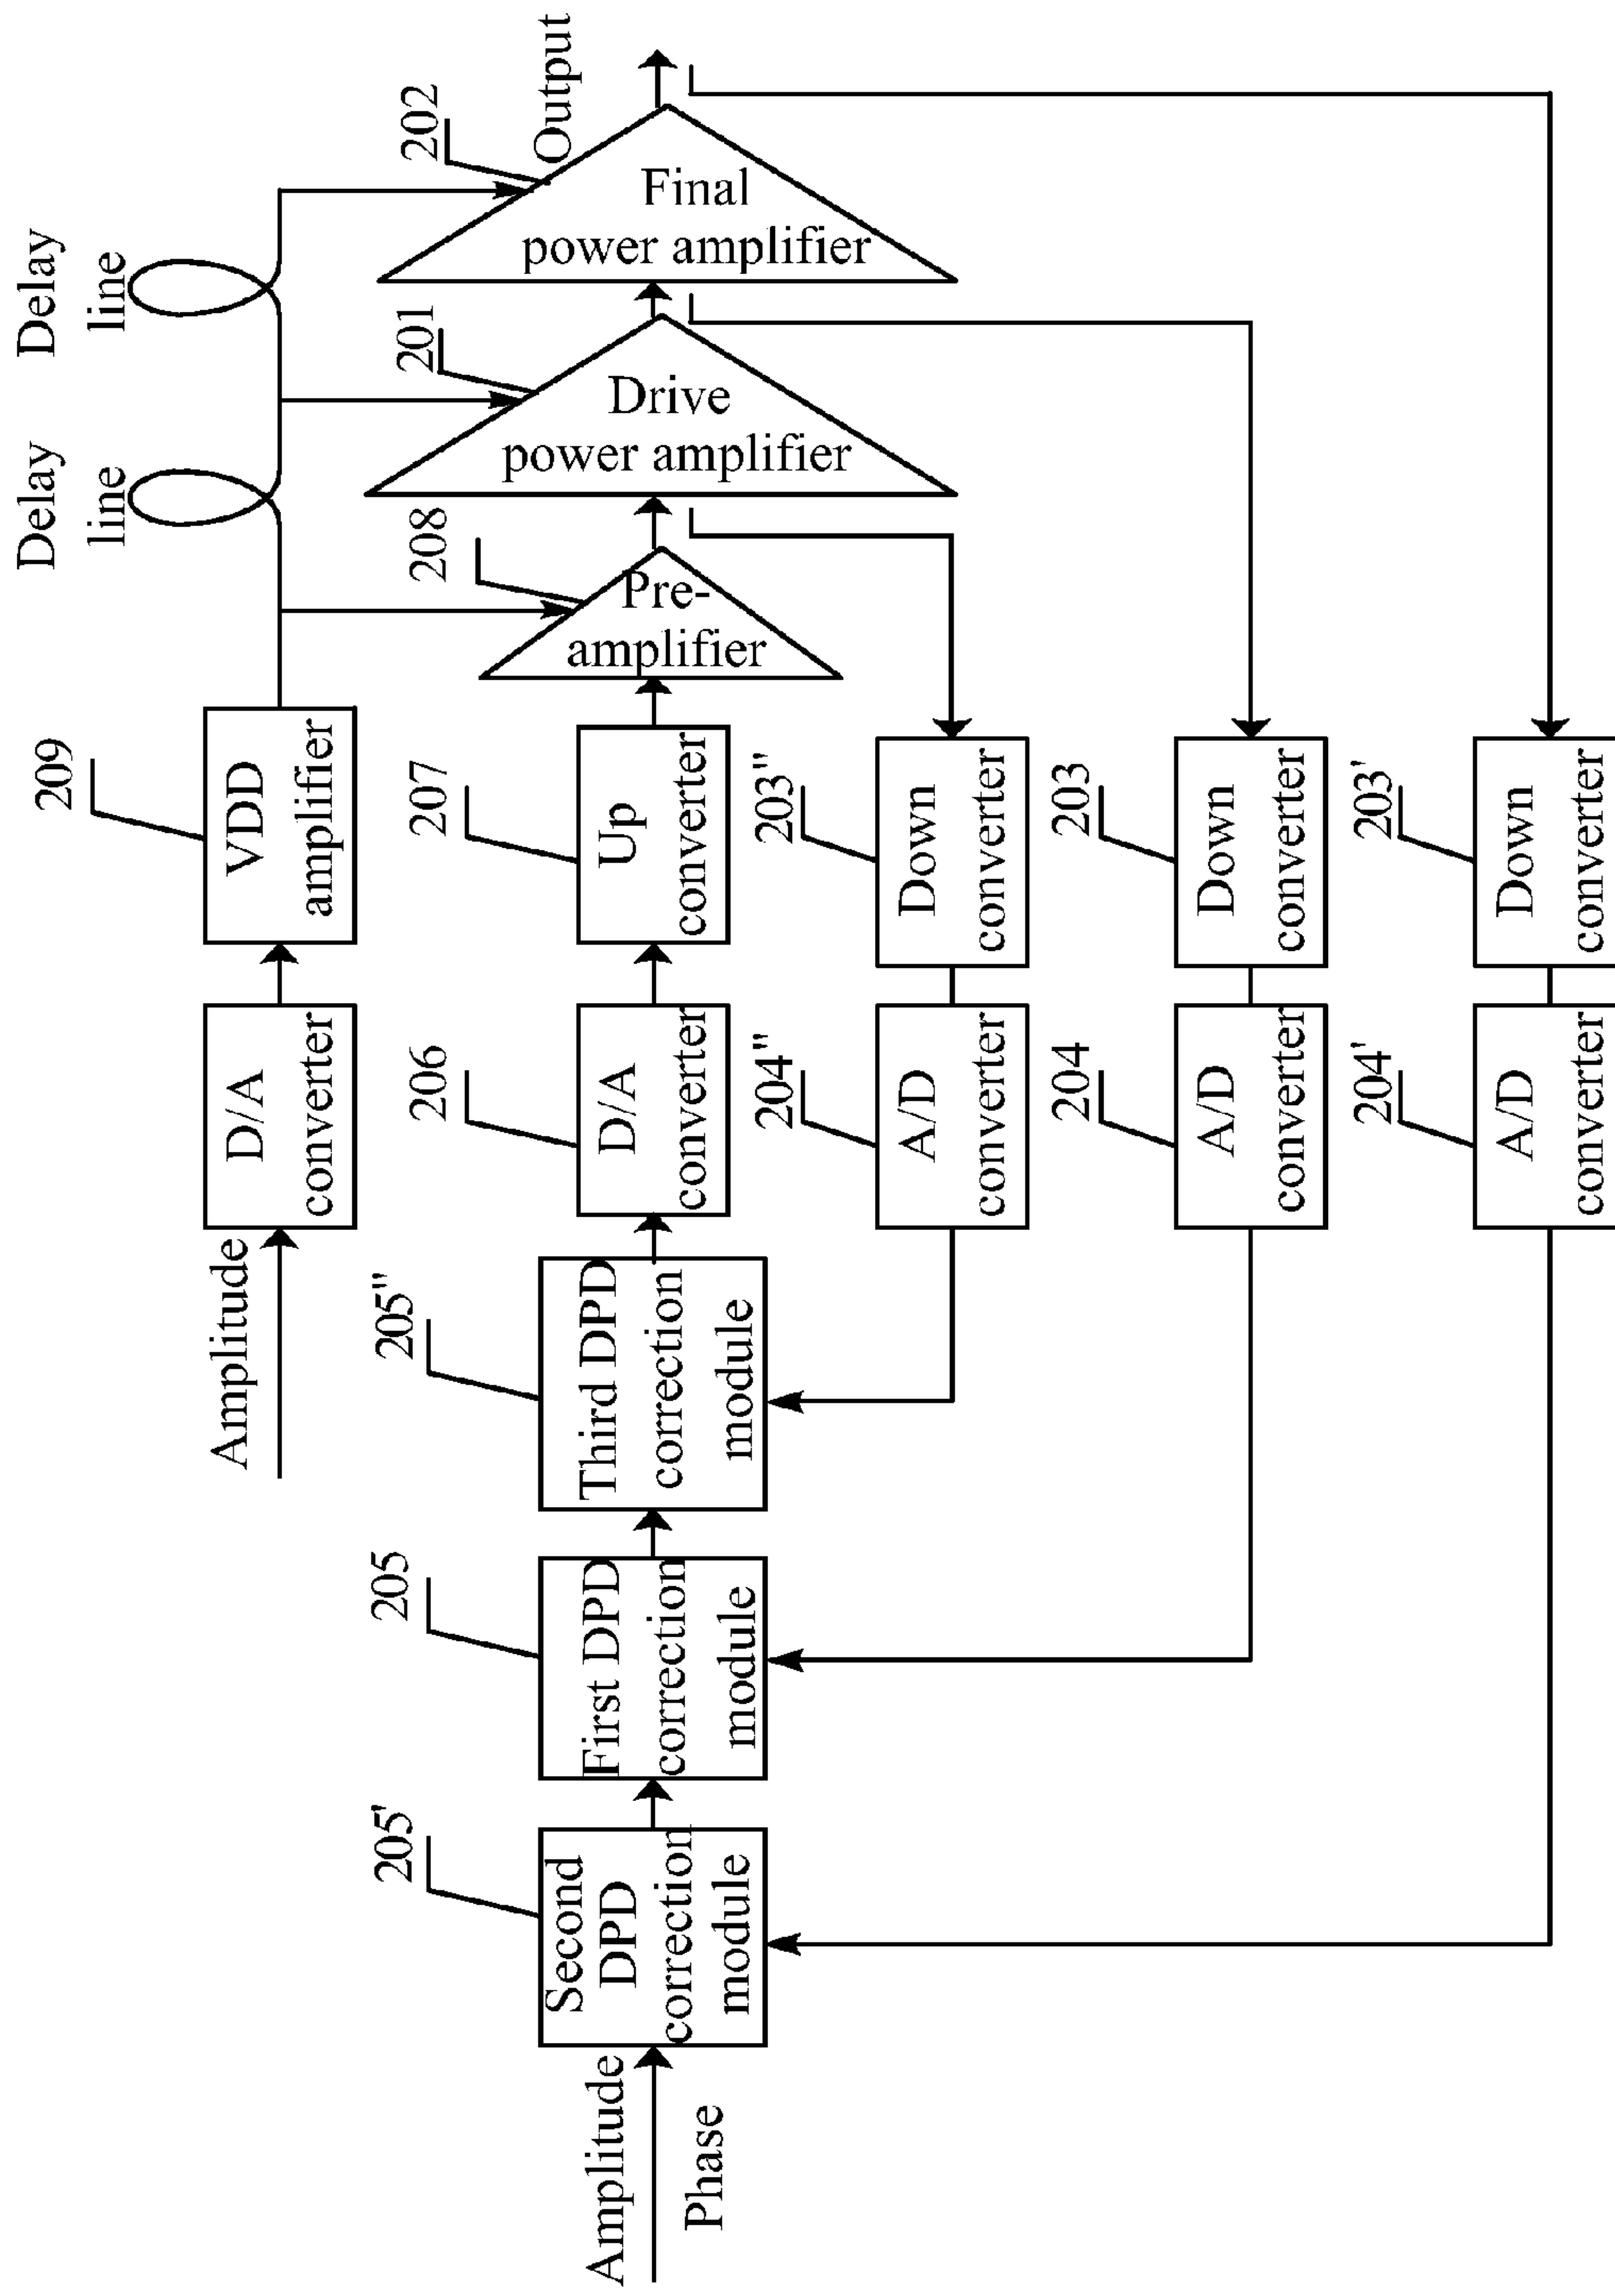 Delay
line
Delay
line
209
VDD
amplifier
D/A
converter
Amplitude
202
Output
Final
power amplifier
201
Drive
power amplifier
208
Pre-
amplifier
207
Up
converter
206
D/A
converter
205"
Third DPD
correction
module
205
First DPD
correction
module
205'
Second
DPD
correction
module
Amplitude
Phase
203"
Down
converter
204"
A/D
converter
203
Down
converter
204
A/D
converter
203'
Down
converter
204'
A/D
converter